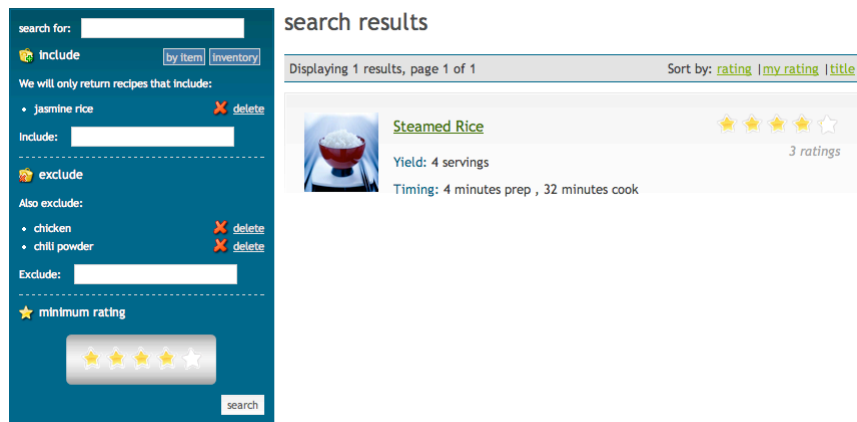 search for:
include
by item inventory
We will only return recipes that include:
• jasmine rice delete
Include:
exclude
Also exclude:
• chicken delete
• chili powder delete
Exclude:
minimum rating
search
search results
Displaying 1 results, page 1 of 1
Sort by: rating |my rating |title
Steamed Rice
3 ratings
Yield: 4 servings
Timing: 4 minutes prep , 32 minutes cook